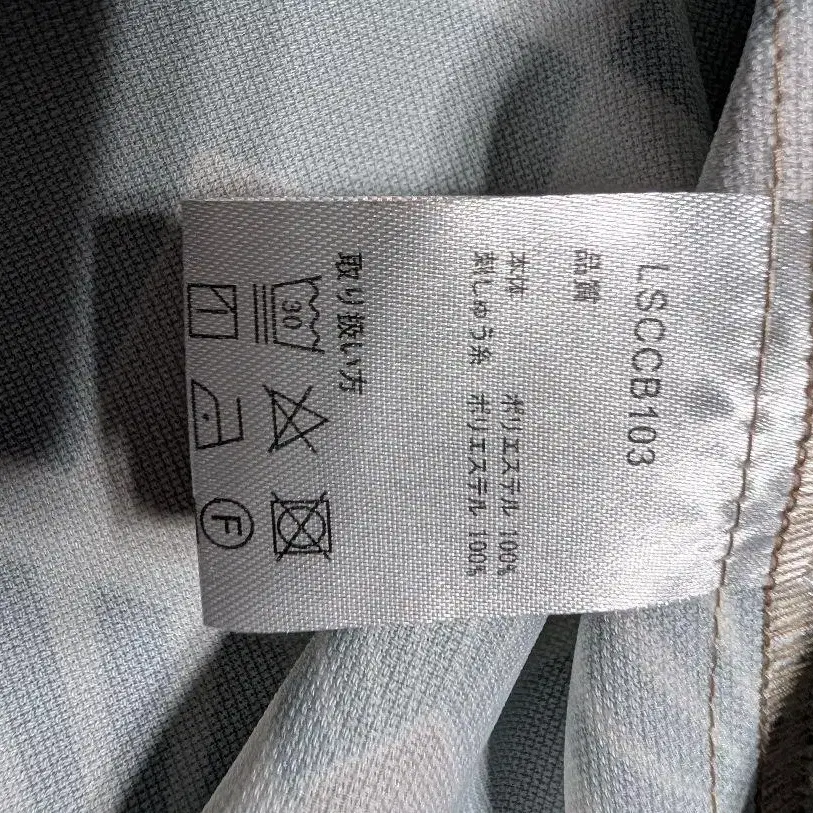 LSCCB103
品質
本体 ポリエステル 100%
刺しゅう糸 ポリエステル 100%
取り扱い方
30
F